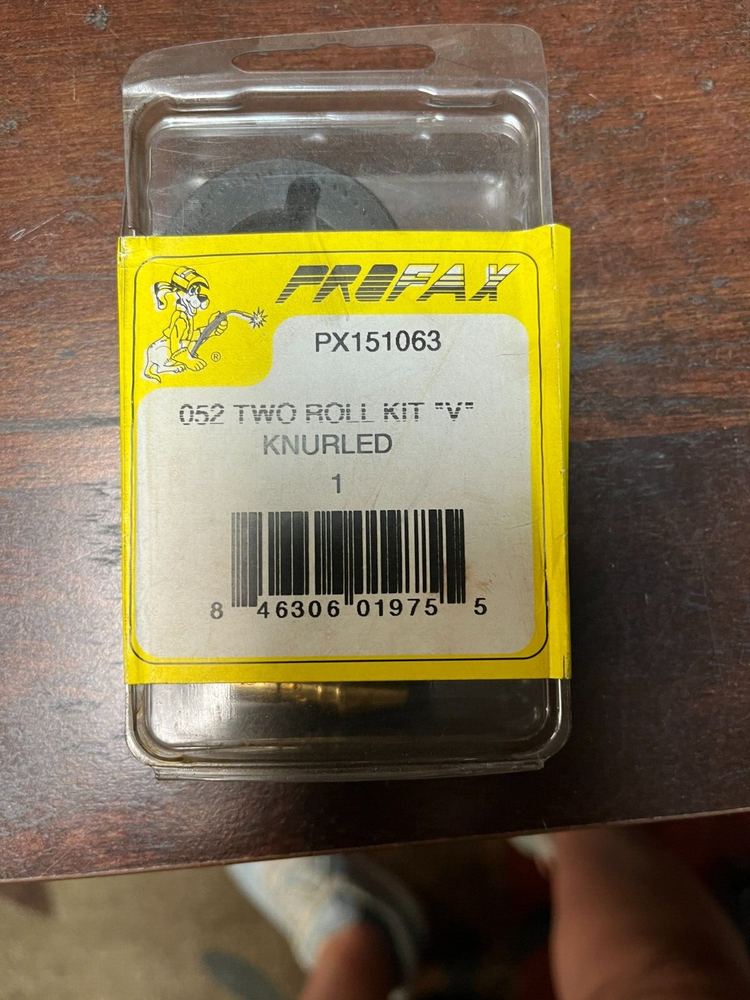 PROFAX
®
PX151063
052 TWO ROLL KIT "V"
KNURLED
1
8 46306 01975 5